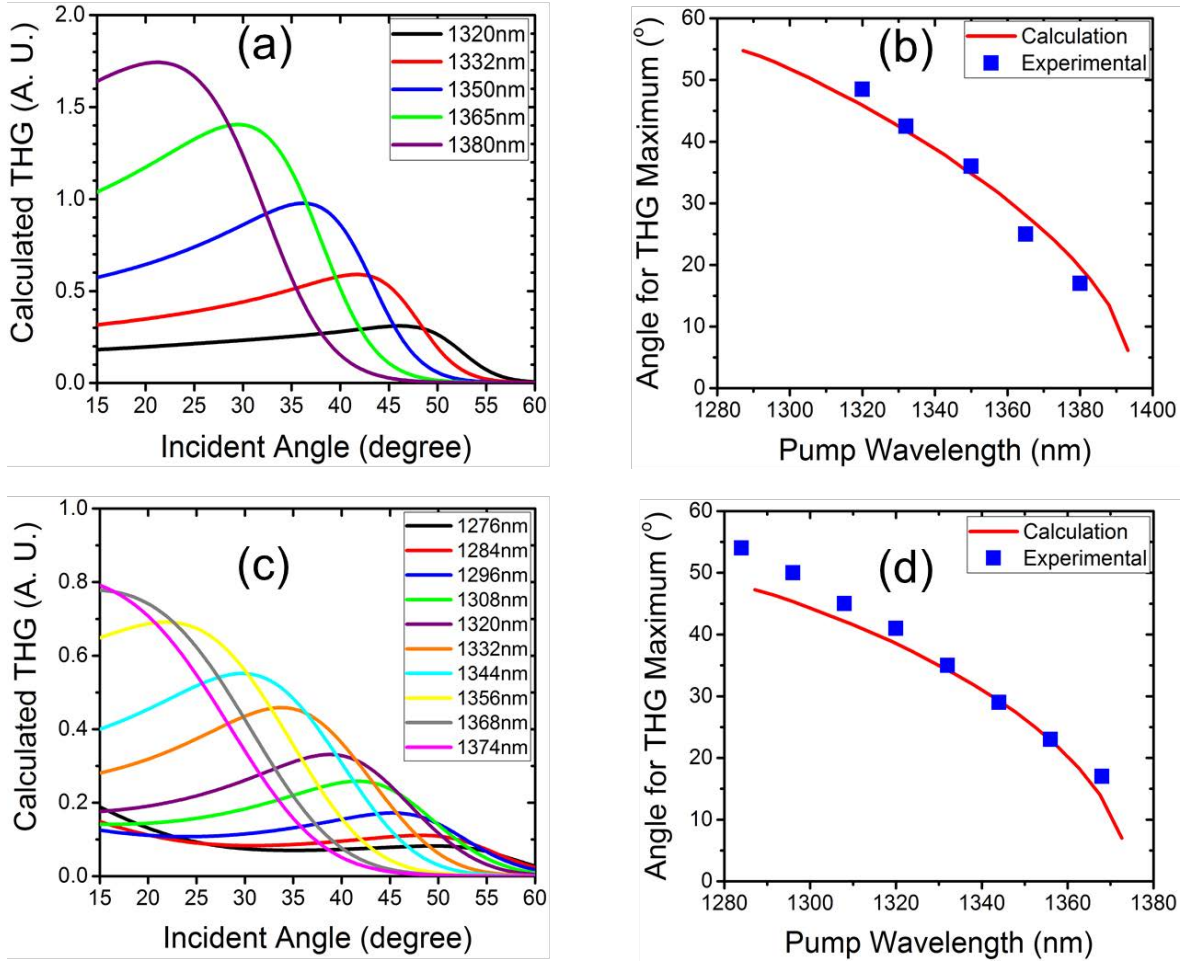 (a)
1320nm
1332nm
1350nm
1365nm
1380nm
Calculated THG (A. U.)
2.0
1.5
1.0
0.5
0.0
15 20 25 30 35 40 45 50 55 60
Incident Angle (degree)
(b)
Calculation
Experimental
Angle for THG Maximum (°)
60
50
40
30
20
10
0
1280 1300 1320 1340 1360 1380 1400
Pump Wavelength (nm)
(c)
1276nm
1284nm
1296nm
1308nm
1320nm
1332nm
1344nm
1356nm
1368nm
1374nm
Calculated THG (A. U.)
1.0
0.8
0.6
0.4
0.2
0.0
15 20 25 30 35 40 45 50 55 60
Incident Angle (degree)
(d)
Calculation
Experimental
Angle for THG Maximum (°)
60
50
40
30
20
10
0
1280 1300 1320 1340 1360 1380
Pump Wavelength (nm)